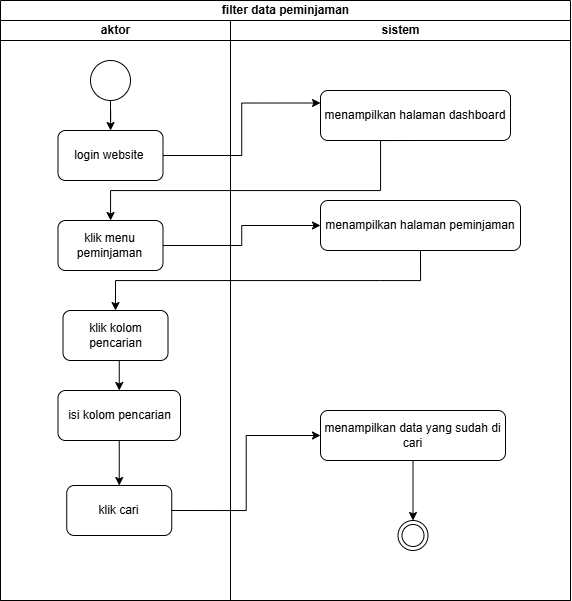 filter data peminjaman
aktor
sistem
login website
menampilkan halaman dashboard
klik menu
peminjaman
menampilkan halaman peminjaman
klik kolom
pencarian
isi kolom pencarian
klik cari
menampilkan data yang sudah di
cari